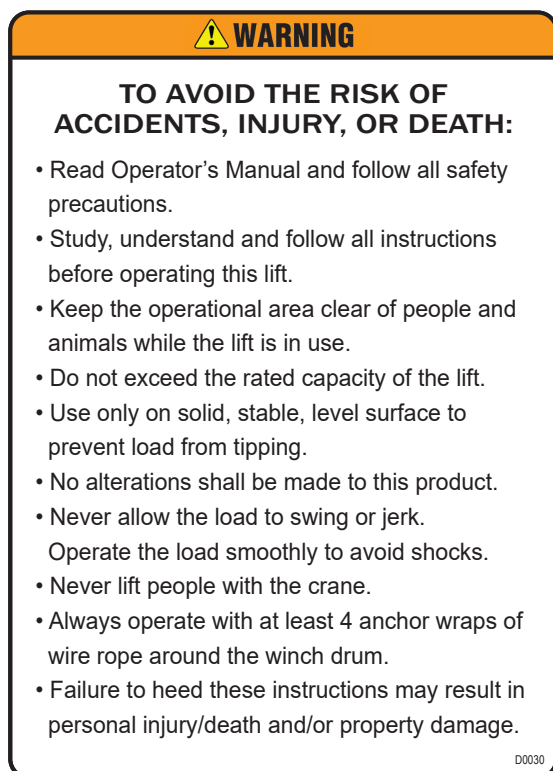 WARNING
TO AVOID THE RISK OF
ACCIDENTS, INJURY, OR DEATH:
• Read Operator's Manual and follow all safety
precautions.
• Study, understand and follow all instructions
before operating this lift.
• Keep the operational area clear of people and
animals while the lift is in use.
• Do not exceed the rated capacity of the lift.
• Use only on solid, stable, level surface to
prevent load from tipping.
• No alterations shall be made to this product.
• Never allow the load to swing or jerk.
Operate the load smoothly to avoid shocks.
• Never lift people with the crane.
• Always operate with at least 4 anchor wraps of
wire rope around the winch drum.
• Failure to heed these instructions may result in
personal injury/death and/or property damage.
D0030